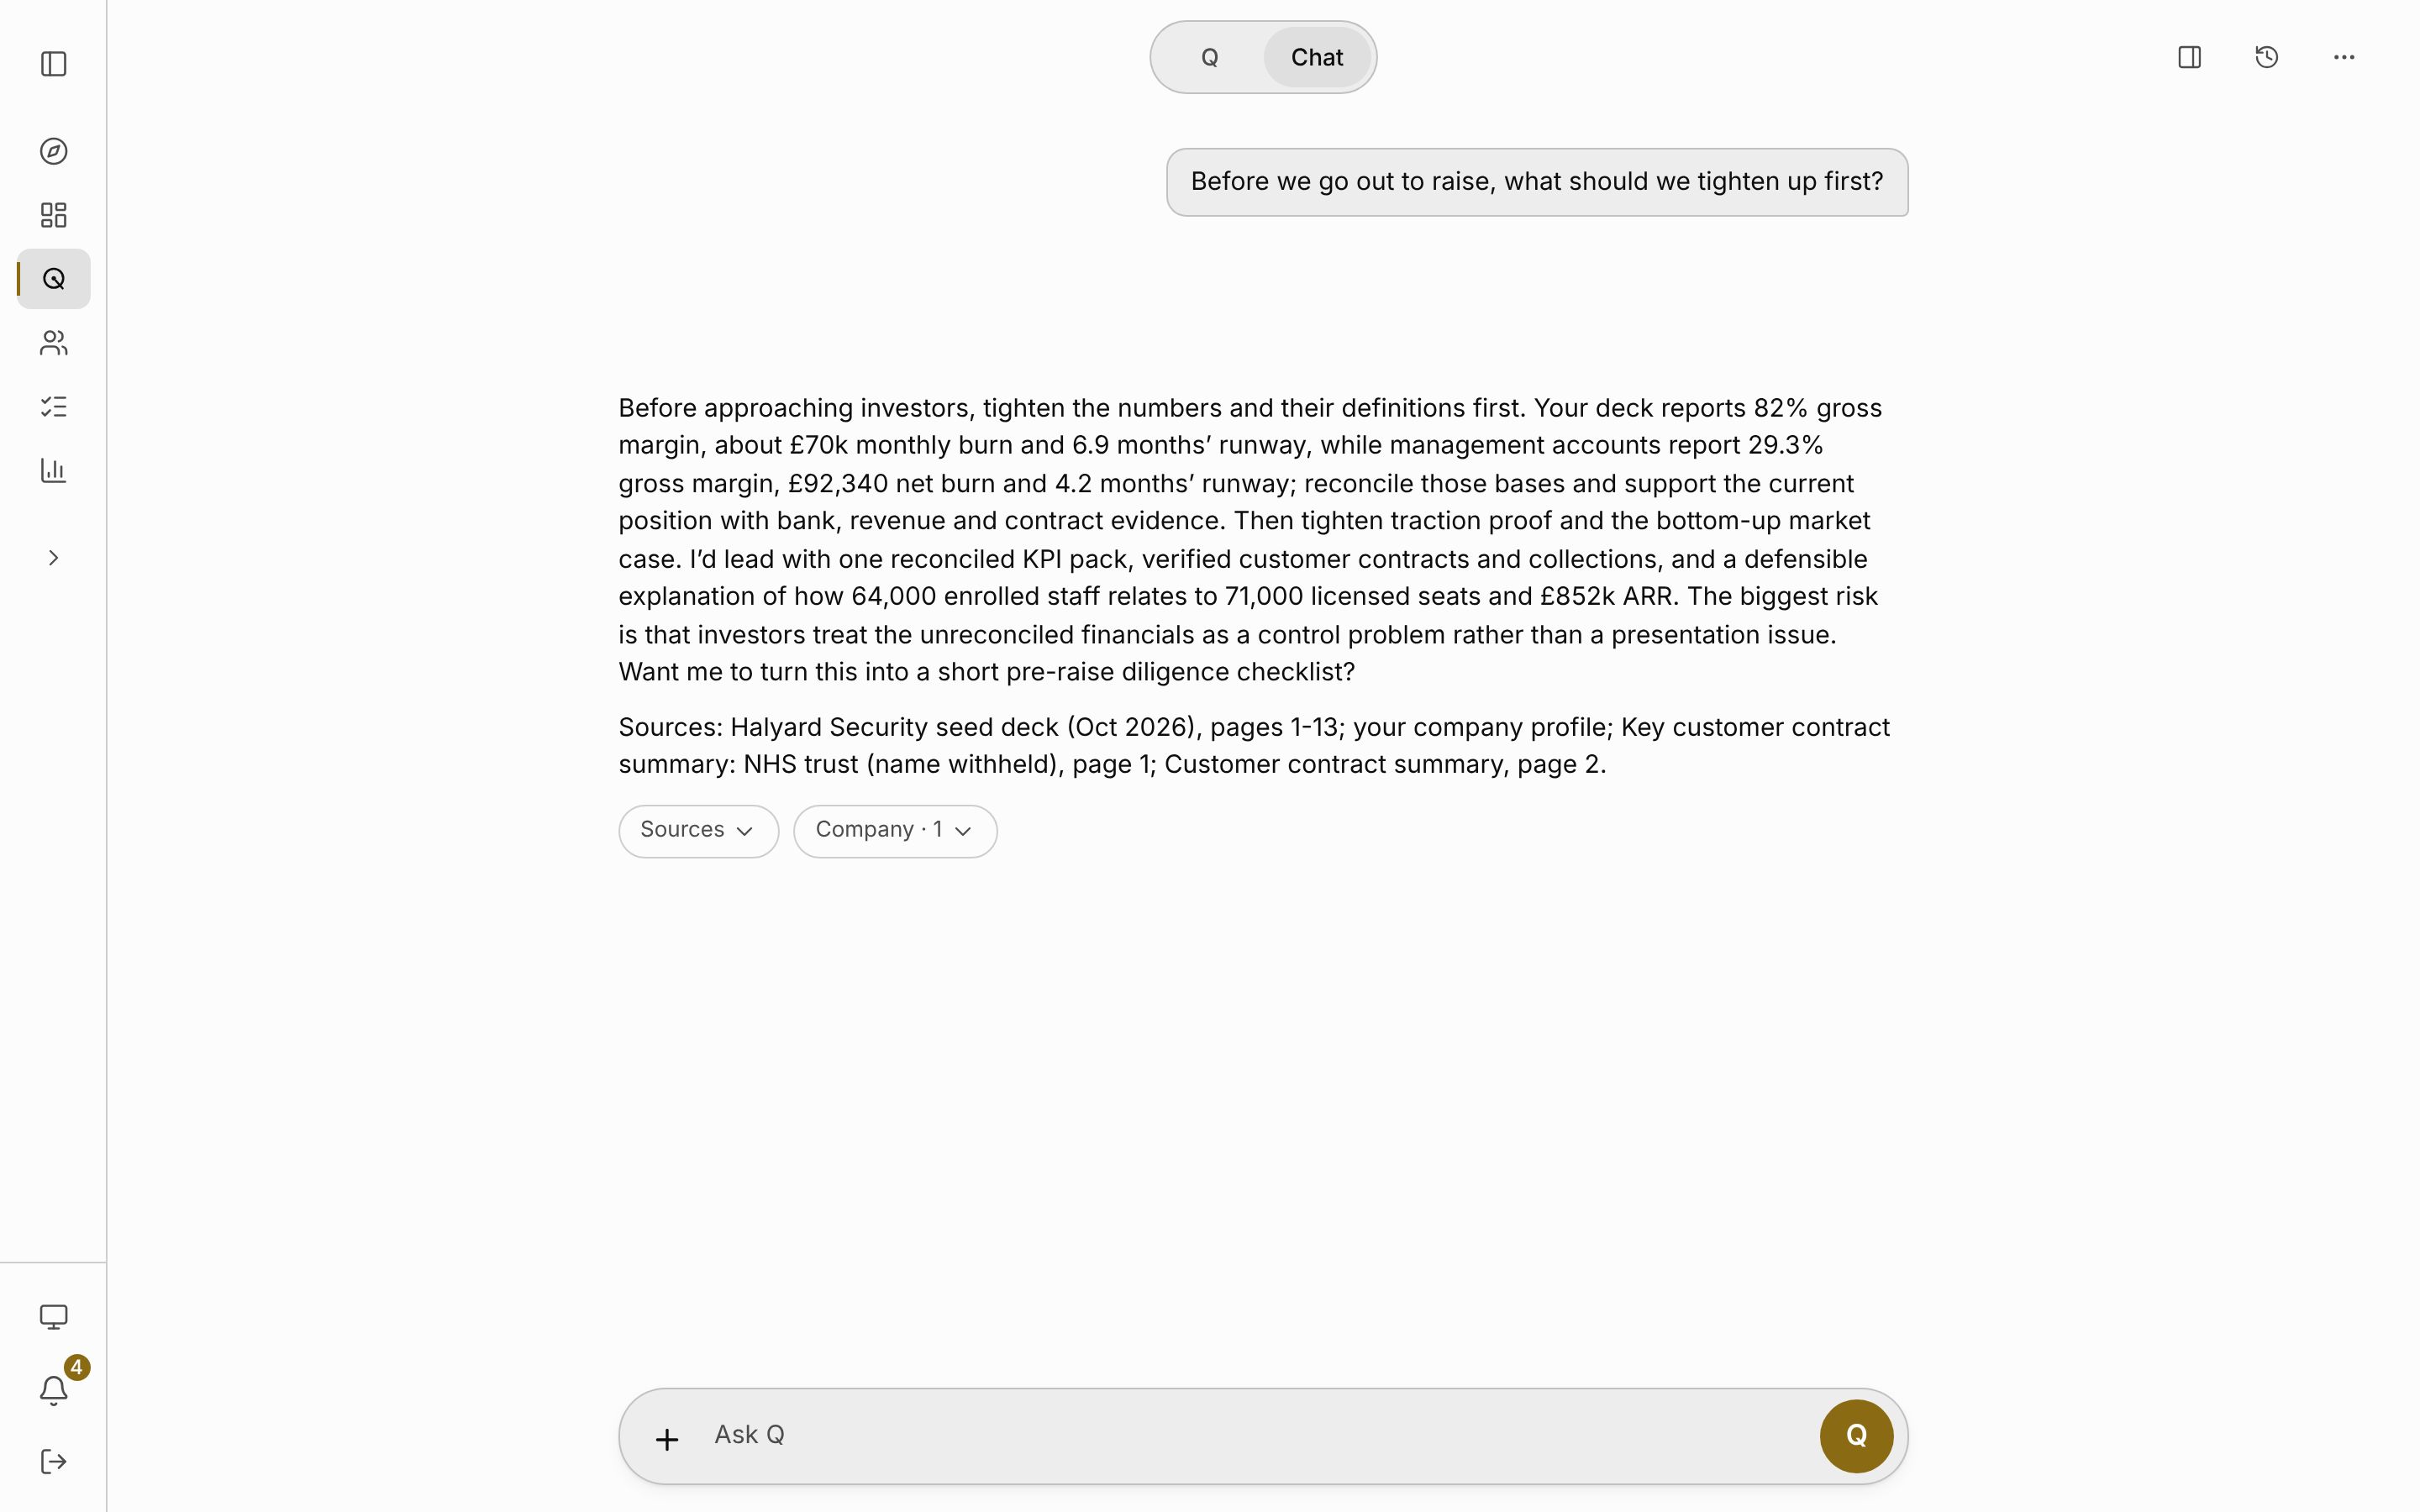 Q
Chat
Before we go out to raise, what should we tighten up first?
Before approaching investors, tighten the numbers and their definitions first. Your deck reports 82% gross
margin, about £70k monthly burn and 6.9 months’ runway, while management accounts report 29.3%
gross margin, £92,340 net burn and 4.2 months’ runway; reconcile those bases and support the current
position with bank, revenue and contract evidence. Then tighten traction proof and the bottom-up market
case. I’d lead with one reconciled KPI pack, verified customer contracts and collections, and a defensible
explanation of how 64,000 enrolled staff relates to 71,000 licensed seats and £852k ARR. The biggest risk
is that investors treat the unreconciled financials as a control problem rather than a presentation issue.
Want me to turn this into a short pre-raise diligence checklist?
Sources: Halyard Security seed deck (Oct 2026), pages 1-13; your company profile; Key customer contract
summary: NHS trust (name withheld), page 1; Customer contract summary, page 2.
Sources
Company · 1
4
Ask Q
Q